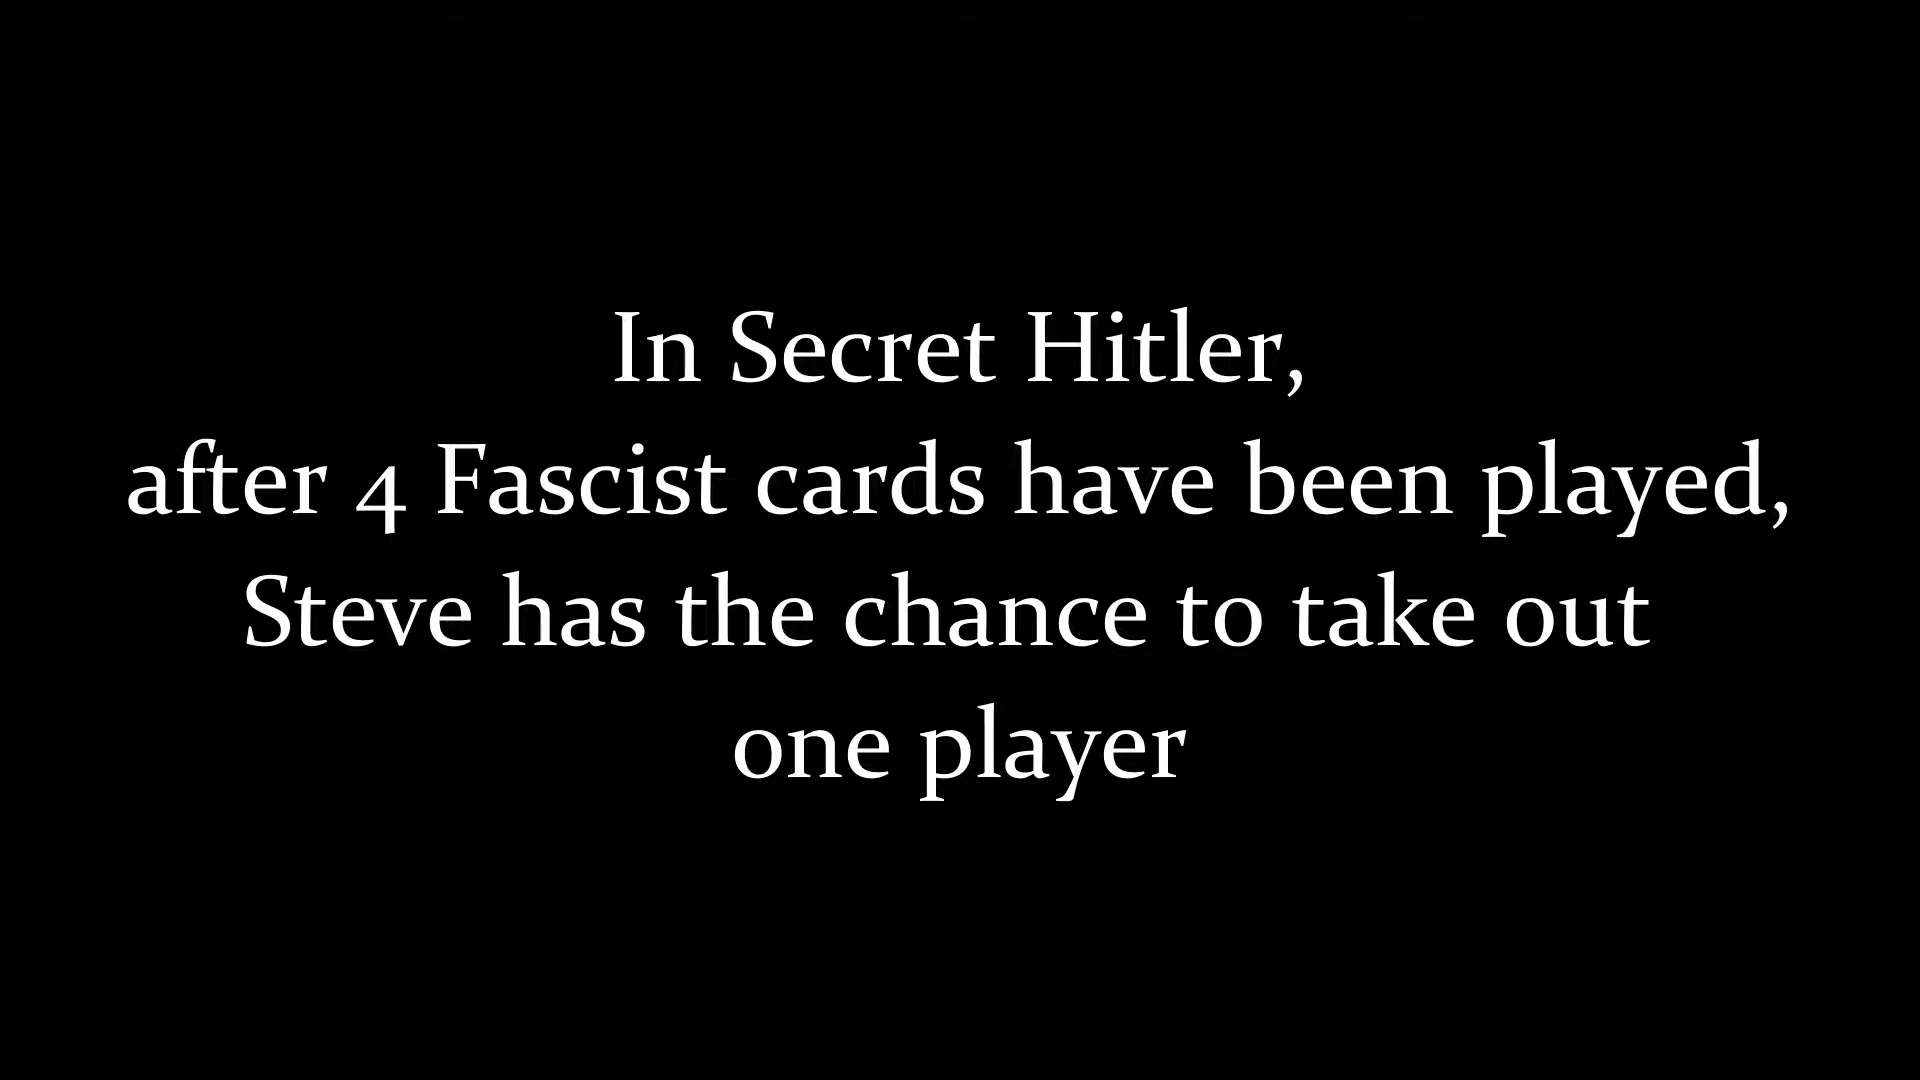 In Secret Hitler,
after 4 Fascist cards have been played,
Steve has the chance to take out
one player